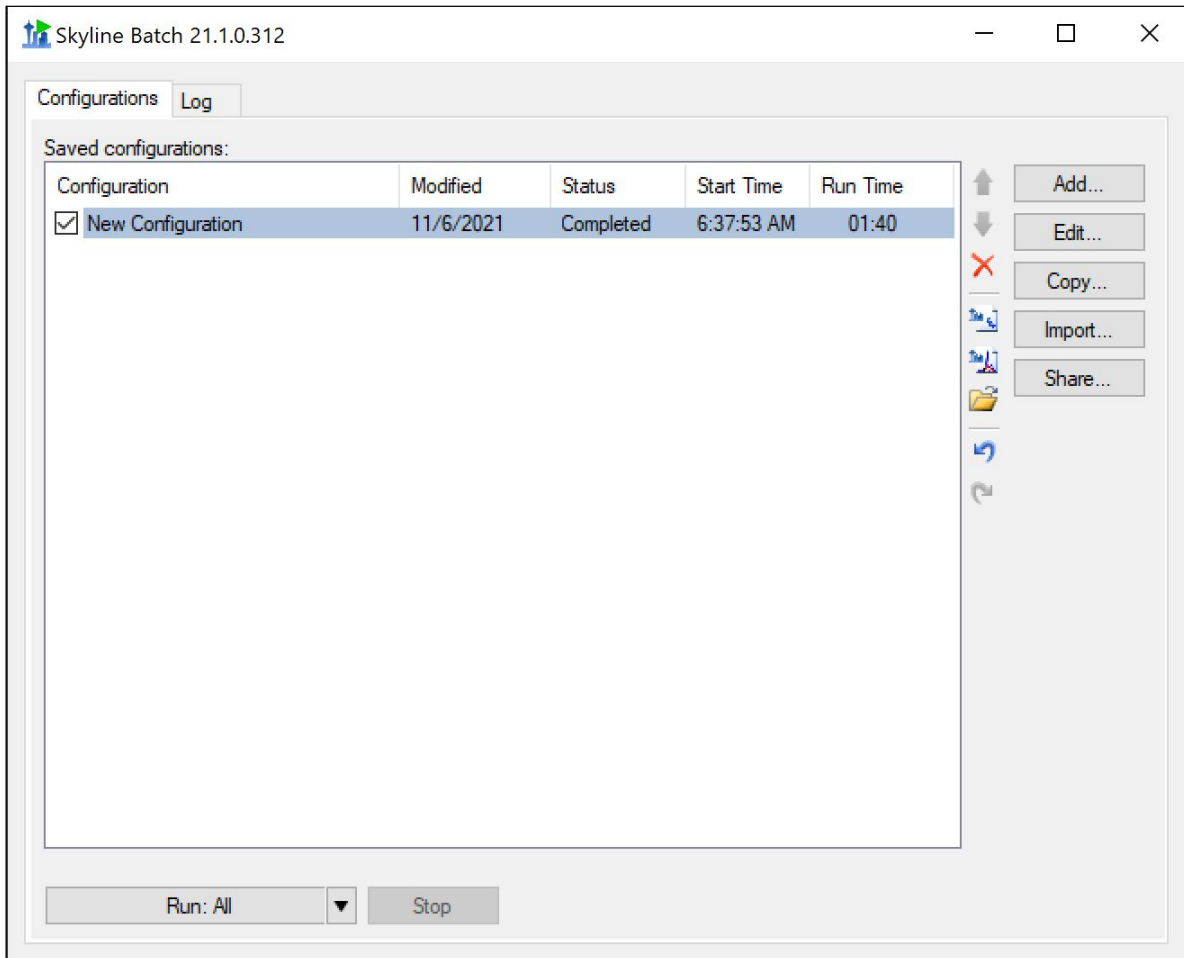 Skyline Batch 21.1.0.312
Configurations Log
Saved configurations:
Configuration Modified Status Start Time Run Time
New Configuration 11/6/2021 Completed 6:37:53 AM 01:40
Add...
Edit...
Copy...
Import...
Share...
Run: All Stop